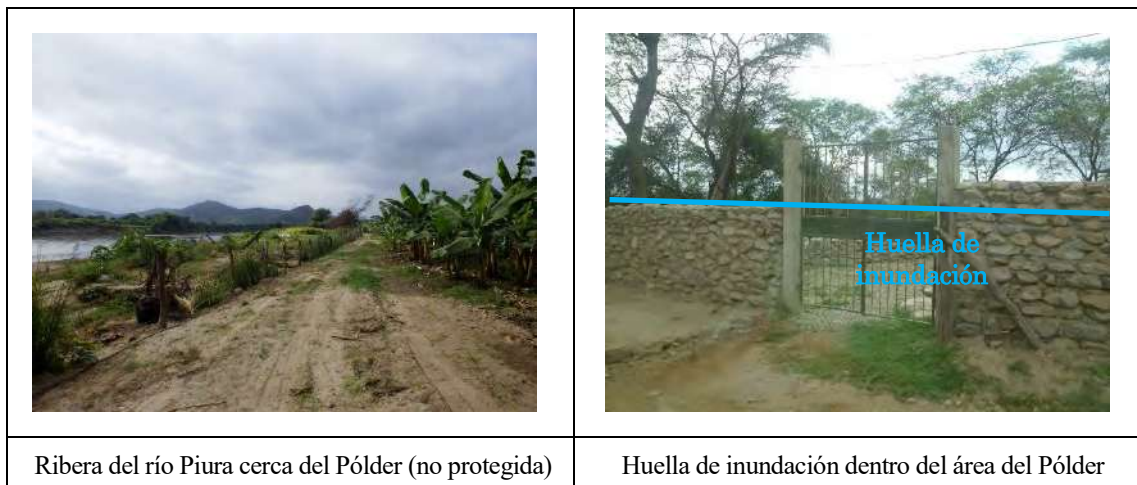 Huella de
inundación
Ribera del río Piura cerca del Pólder (no protegida)
Huella de inundación dentro del área del Pólder